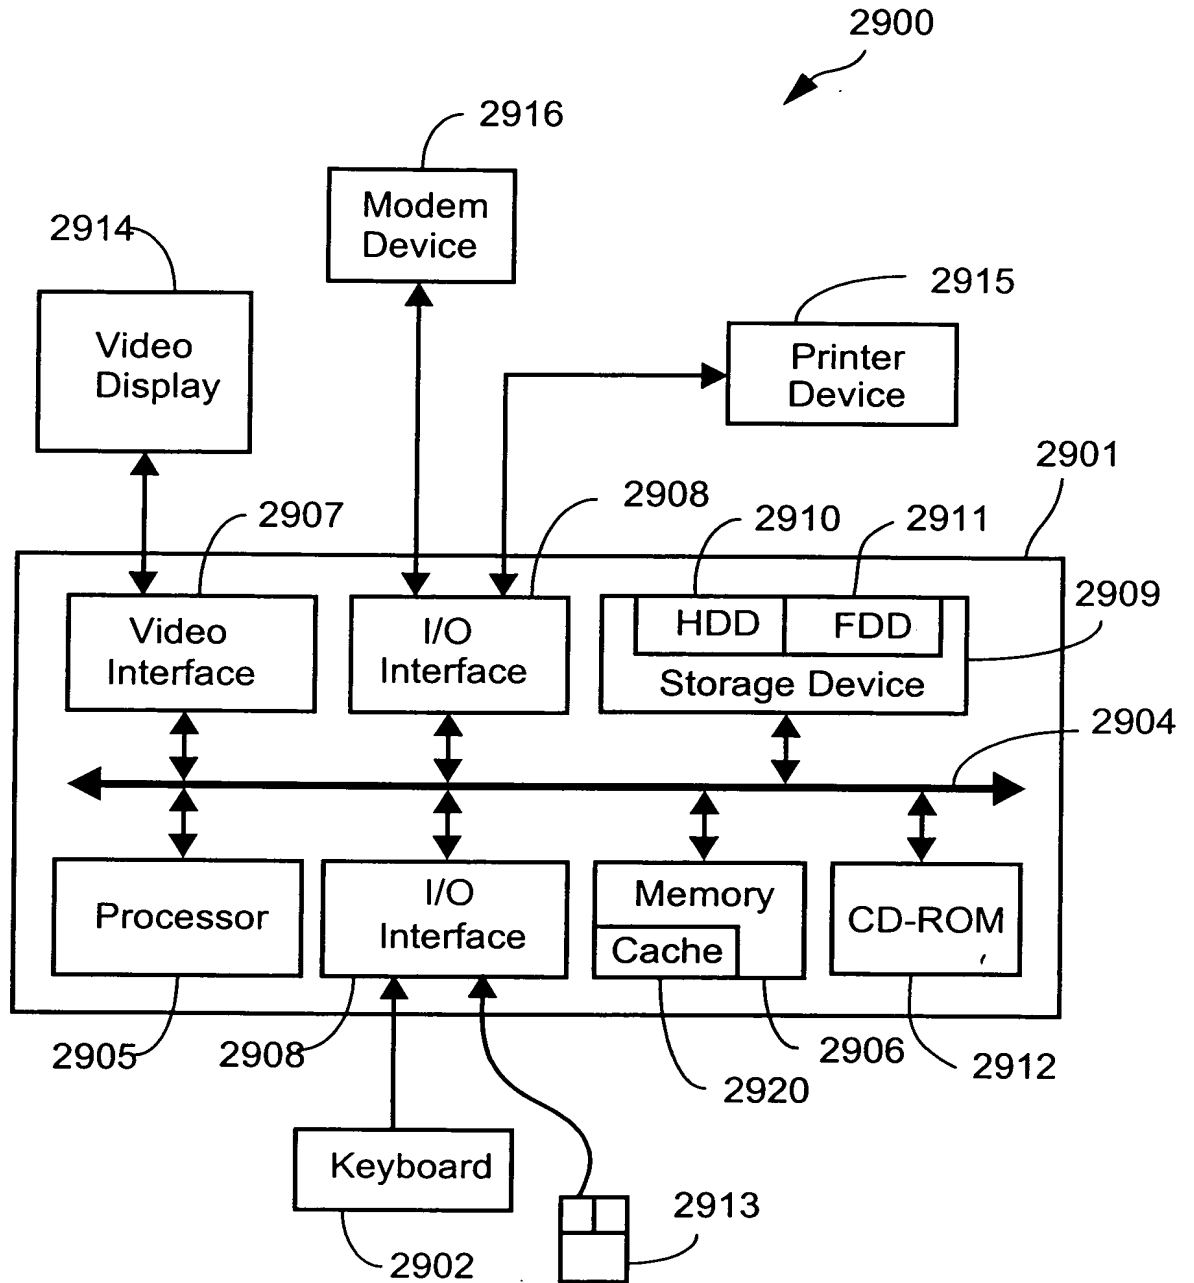 2900
2916
Modem
Device
2914
Video
Display
2915
Printer
Device
2901
2907
2908
2910
2911
2909
Video
Interface
I/O
Interface
HDD
FDD
Storage Device
2904
Processor
I/O
Interface
Memory
Cache
CD-ROM
2905
2908
2906
2912
2920
Keyboard
2913
2902